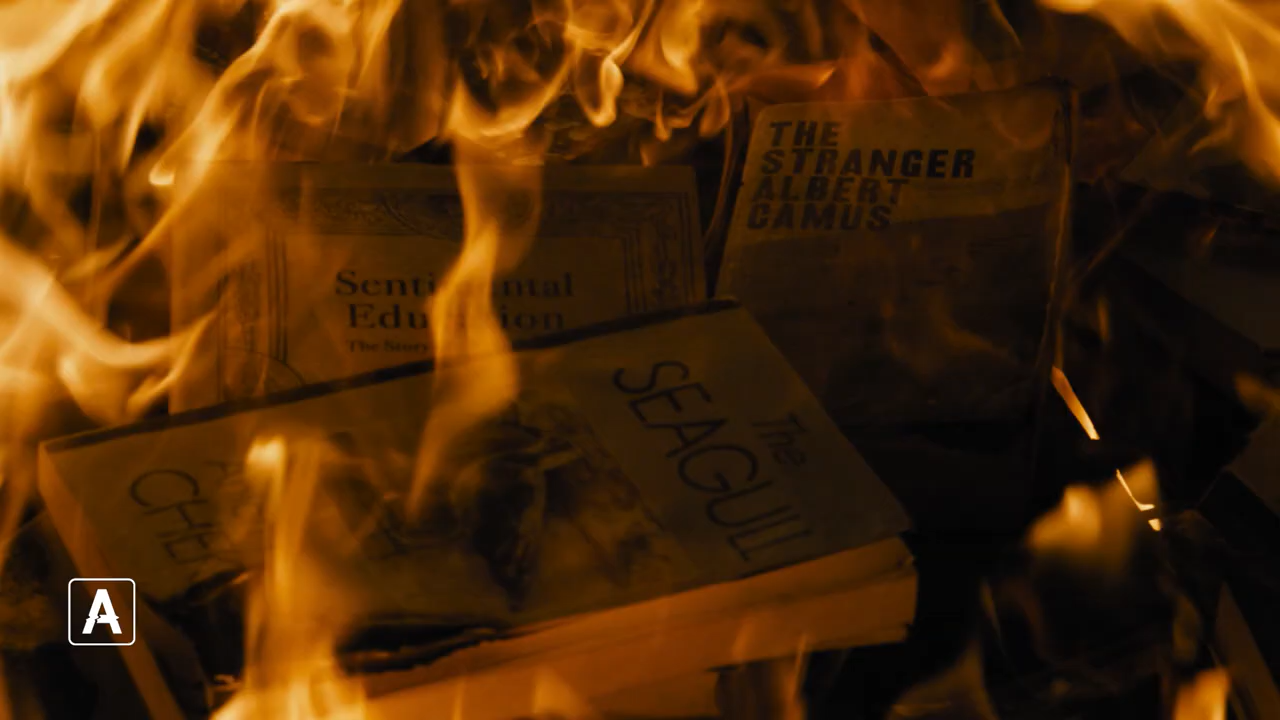 THE
STRANGER
ALBERT
CAMUS
Sentimental
Education
The Story
The
SEAGULL
A